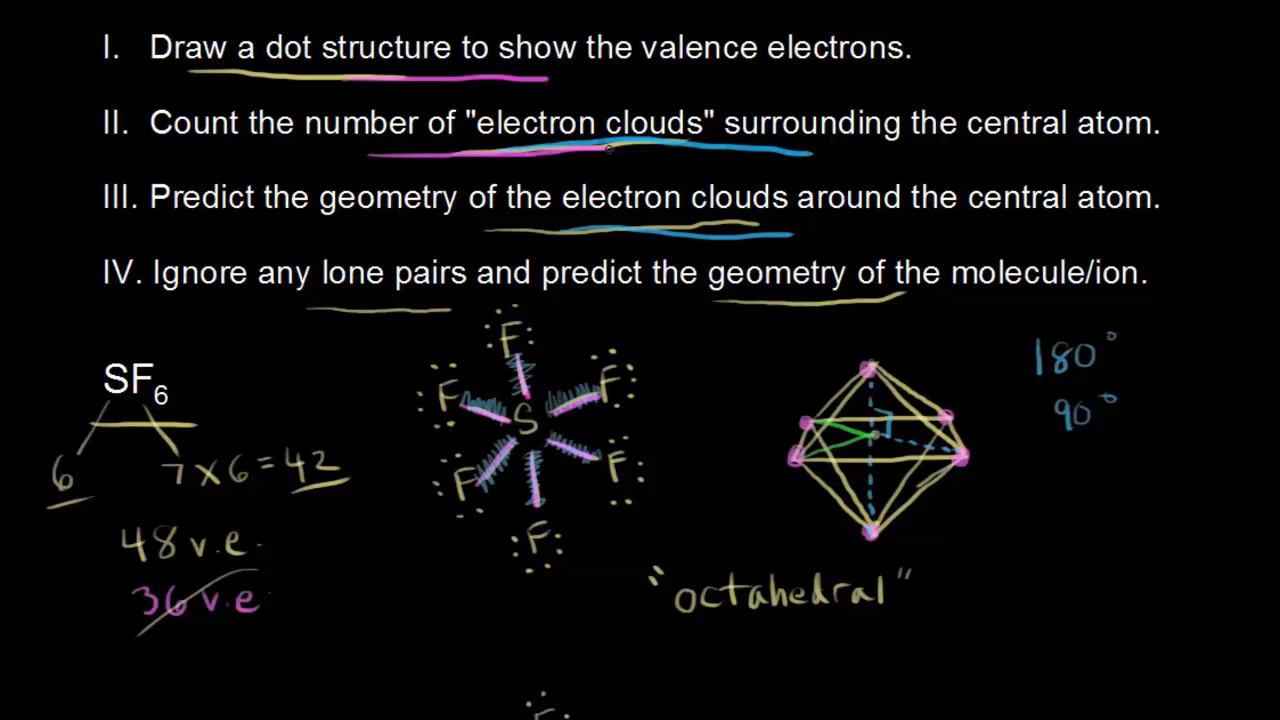 I. Draw a dot structure to show the valence electrons.
II. Count the number of "electron clouds" surrounding the central atom.
III. Predict the geometry of the electron clouds around the central atom.
IV. Ignore any lone pairs and predict the geometry of the molecule/ion.
SF₆
6 7 × 6 = 42
48 v.e.
36 v.e.
F
F F
S
F F
F
180°
90°
"octahedral"
F